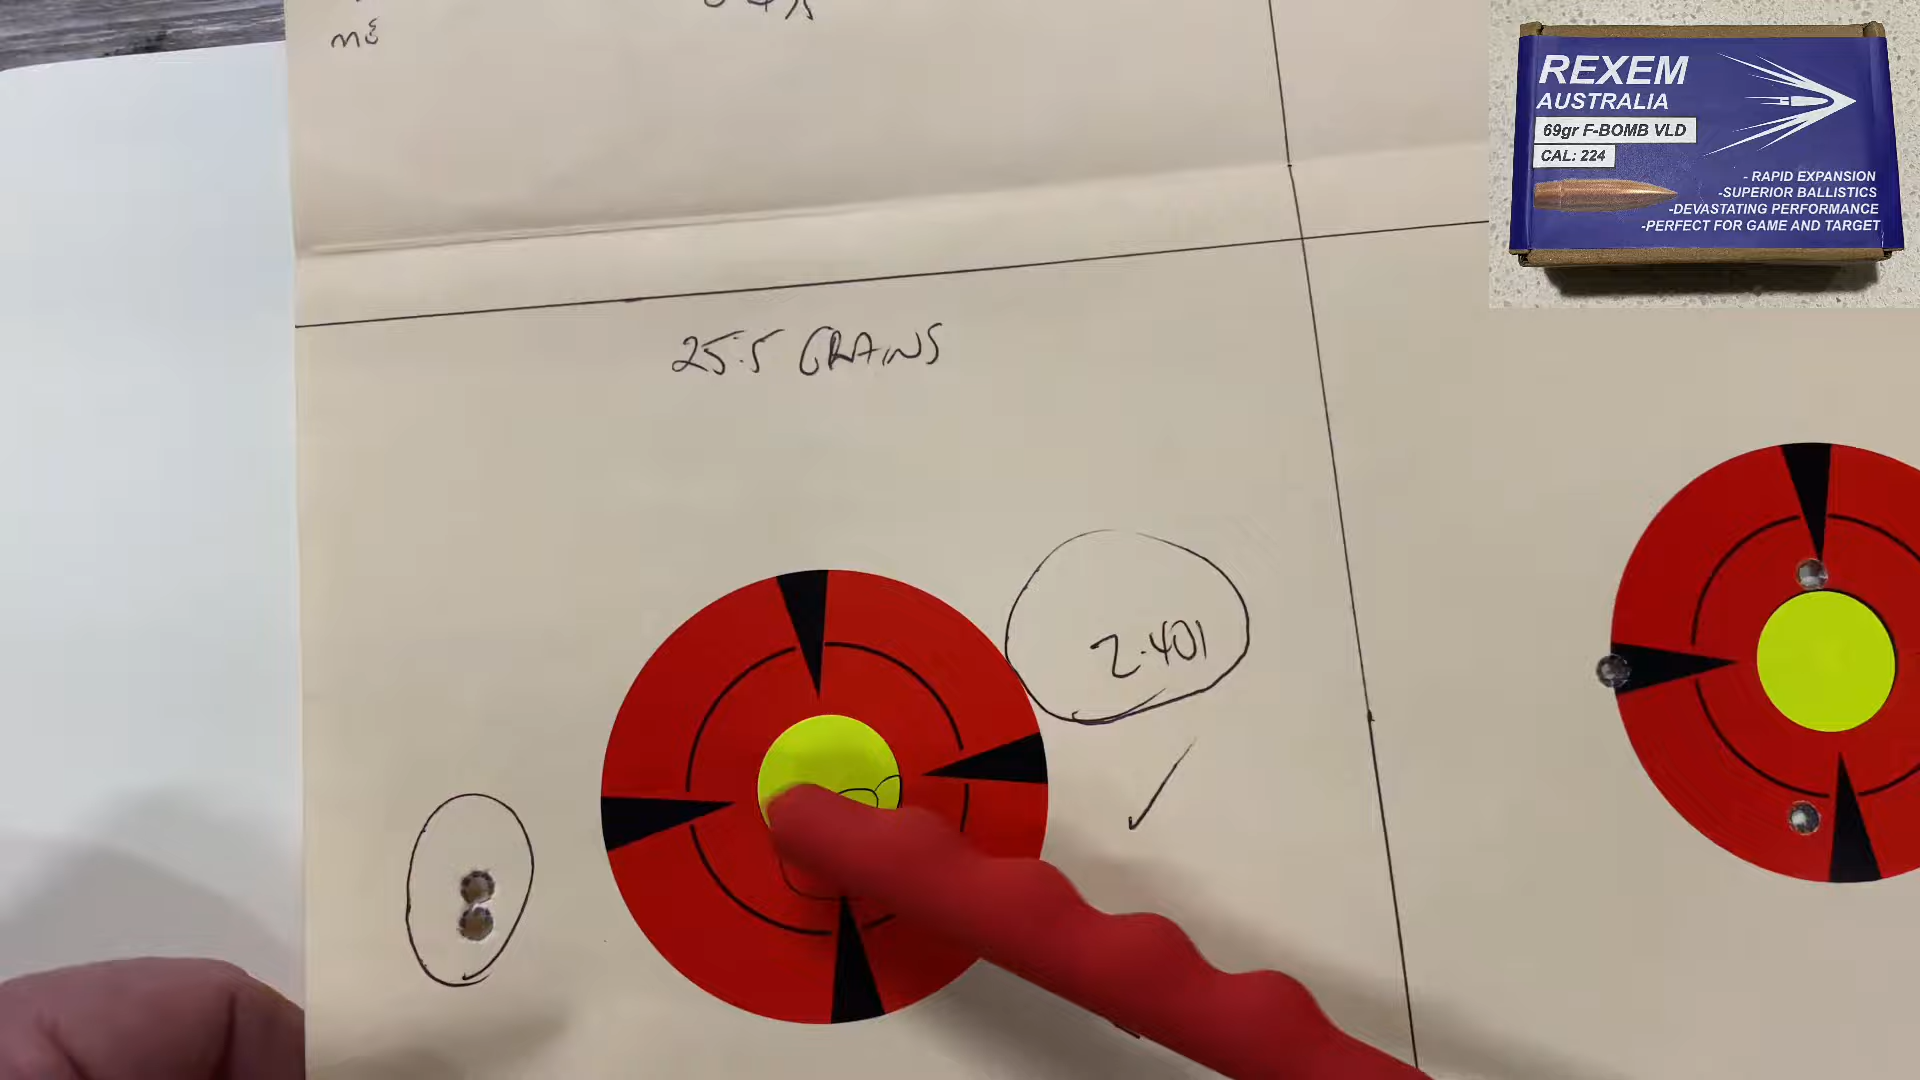 ME
REXEM
AUSTRALIA
69gr F-BOMB VLD
CAL: 224
- RAPID EXPANSION
-SUPERIOR BALLISTICS
-DEVASTATING PERFORMANCE
-PERFECT FOR GAME AND TARGET
25.5 GRAINS
2.401